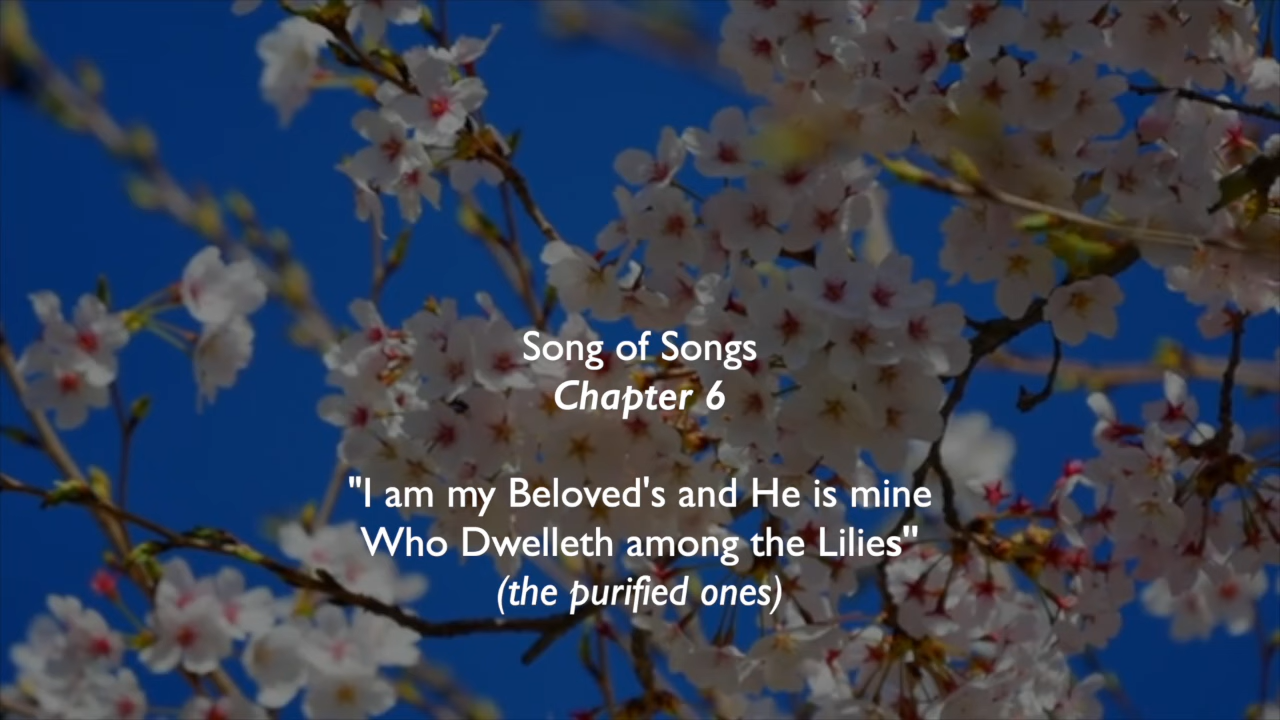 Song of Songs
Chapter 6
"I am my Beloved's and He is mine
Who Dwelleth among the Lilies"
(the purified ones)